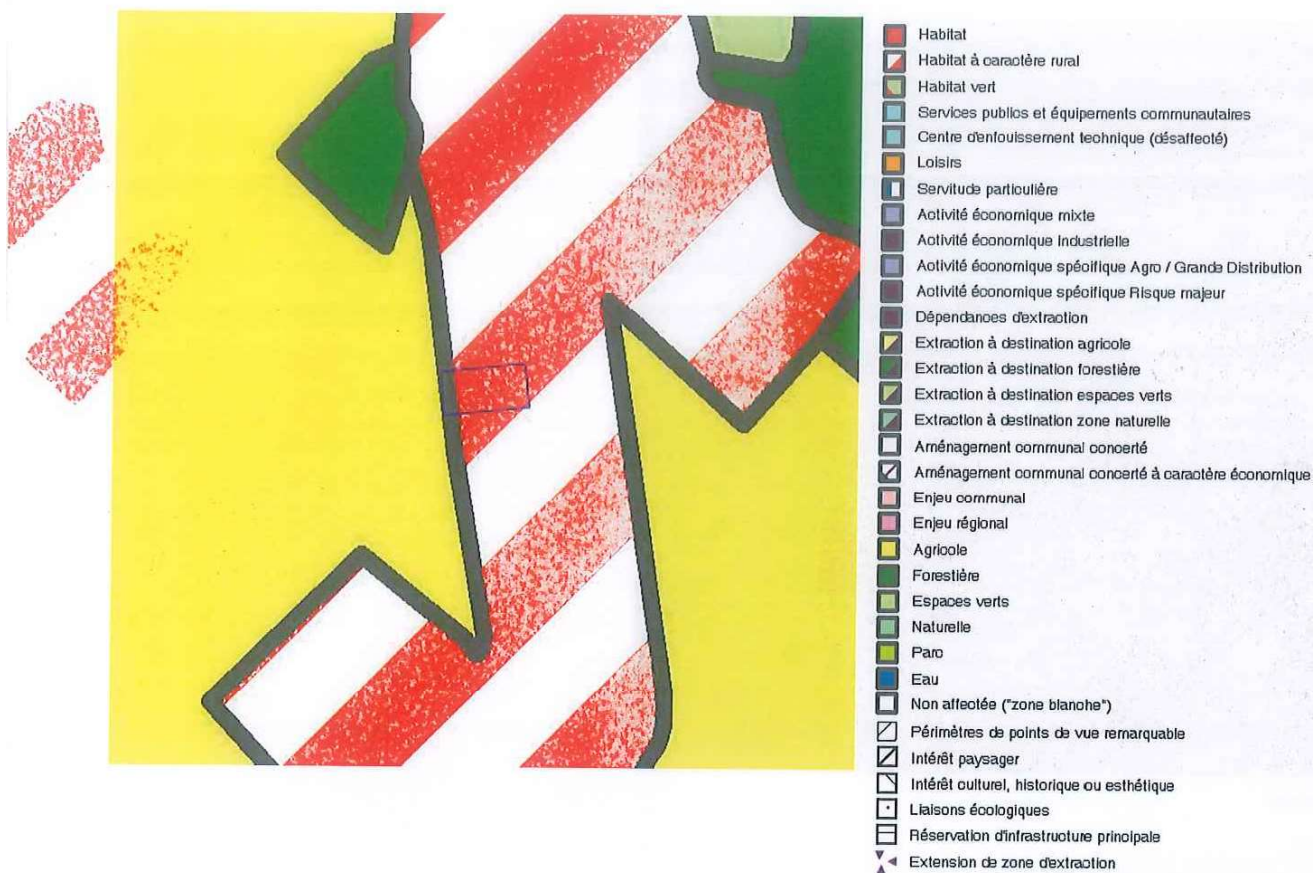 Habitat
Habitat à caractère rural
Habitat vert
Services publics et équipements communautaires
Centre d'enfouissement technique (désaffecté)
Loisirs
Servitude particulière
Activité économique mixte
Activité économique Industrielle
Activité économique spécifique Agro / Grande Distribution
Activité économique spécifique Risque majeur
Dépendances d'extraction
Extraction à destination agricole
Extraction à destination forestière
Extraction à destination espaces verts
Extraction à destination zone naturelle
Aménagement communal concerté
Aménagement communal concerté à caractère économique
Enjeu communal
Enjeu régional
Agricole
Forestière
Espaces verts
Naturelle
Parc
Eau
Non affectée ("zone blanche")
Périmètres de points de vue remarquable
Intérêt paysager
Intérêt culturel, historique ou esthétique
Liaisons écologiques
Réservation d'infrastructure principale
Extension de zone d'extraction